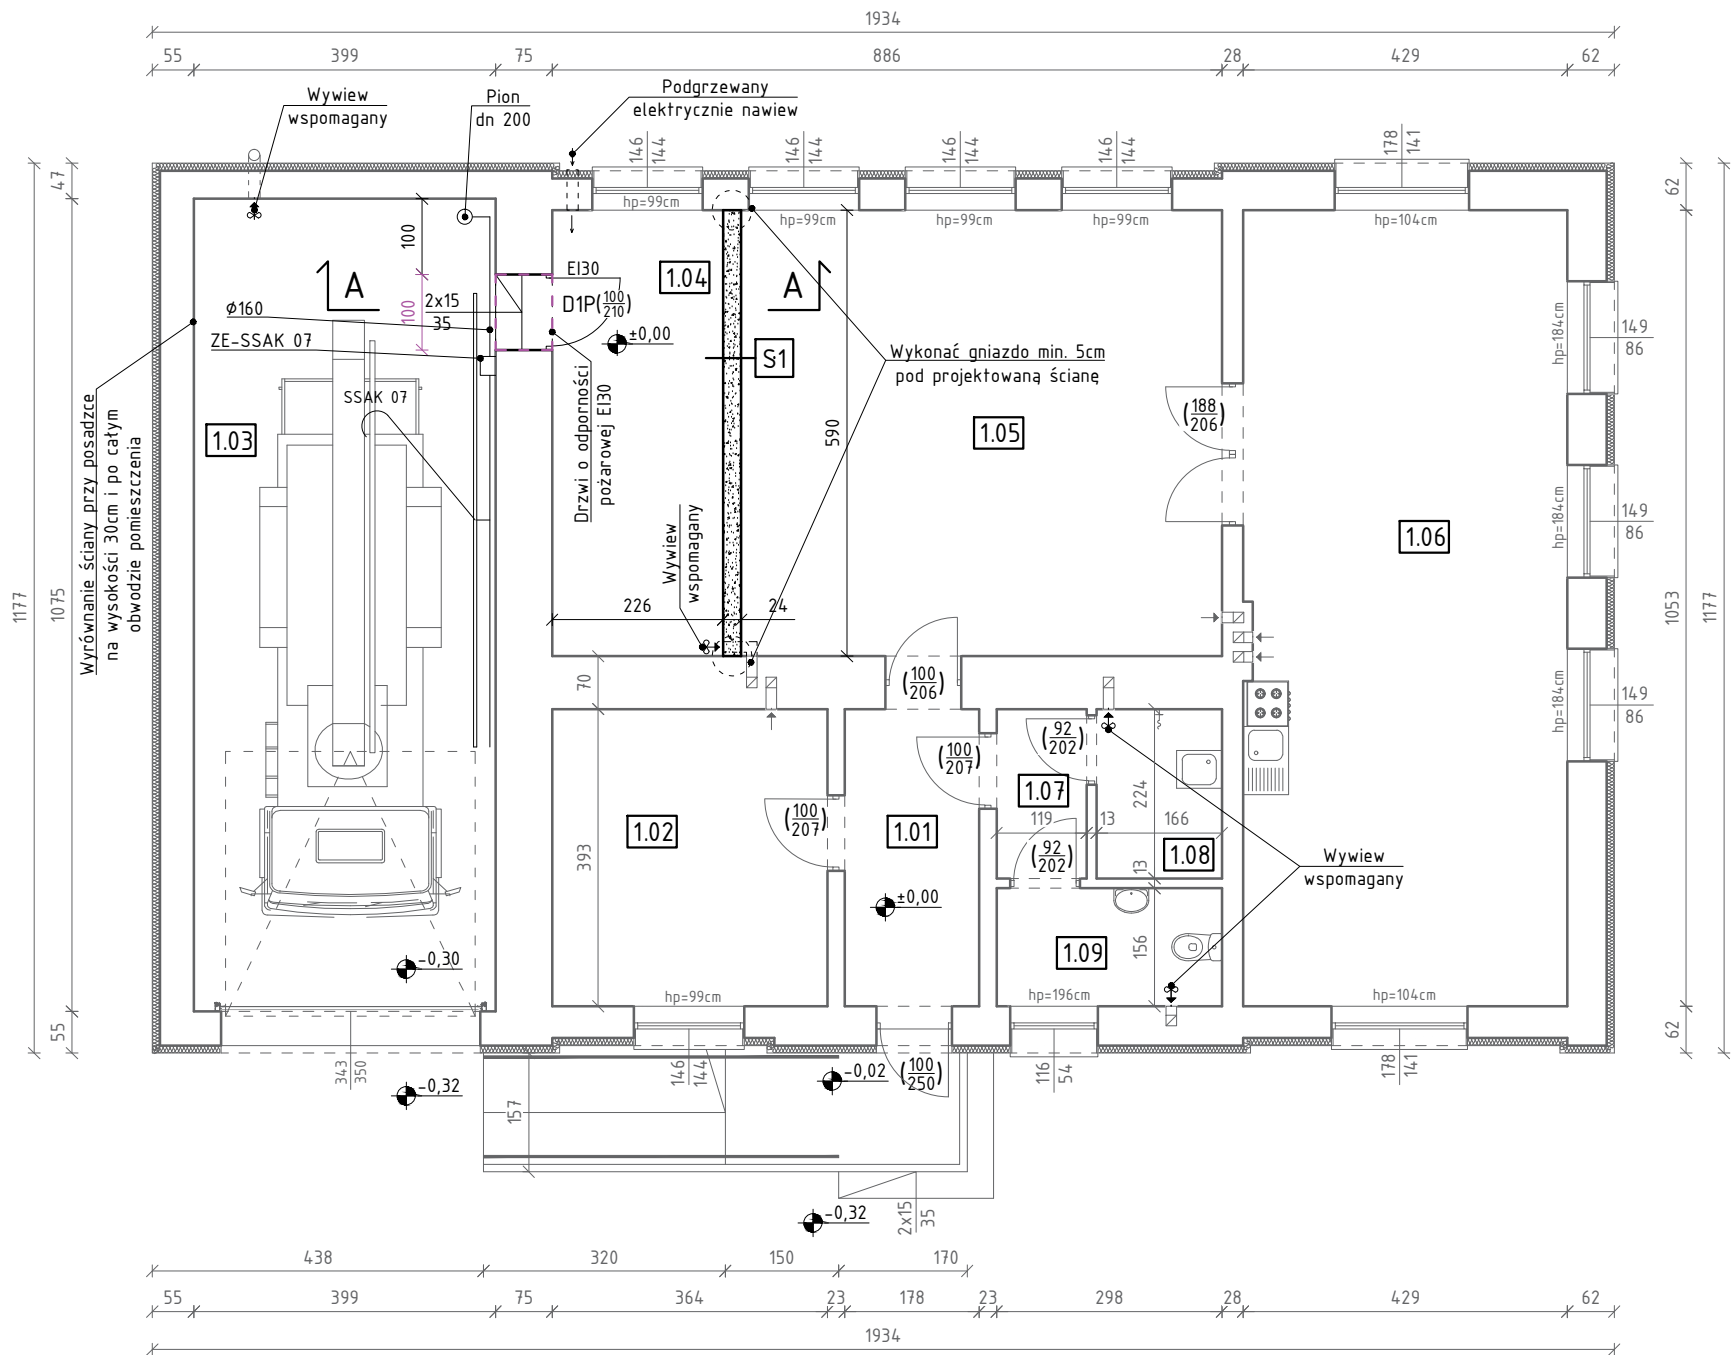 1934
55 399 75 886 28 429 62
Wywiew
wspomagany
Pion
dn 200
Podgrzewany
elektrycznie nawiew
146
144
146
144
146
144
146
144
178
141
47
62
hp=99cm
hp=99cm
hp=99cm
hp=99cm
hp=104cm
100
A
1.04
A
EI30
D1P(100/210)
100
2x15
35
±0,00
ø160
ZE-SSAK 07
SSAK 07
S1
Wykonać gniazdo min. 5cm
pod projektowaną ścianę
Drzwi o odporności
pożarowej EI30
hp=184cm
149
86
Wyrównanie ściany przy posadzce
na wysokości 30cm i po całym
obwodzie pomieszczenia
1.03
590
1.05
(188/206)
hp=184cm
149
86
1.06
Wywiew
wspomagany
1177
1075
1053
1177
226
24
70
(100/206)
hp=184cm
149
86
(92/202)
(100/207)
1.07
224
(100/207)
1.02
1.01
119
13
166
393
(92/202)
13
1.08
Wywiew
wspomagany
±0,00
1.09
156
-0,30
hp=99cm
hp=196cm
hp=104cm
55
62
343
350
146
144
-0,02
(100/250)
116
54
178
141
-0,32
157
-0,32
2x15
35
438 320 150 170
55 399 75 364 23 178 23 298 28 429 62
1934